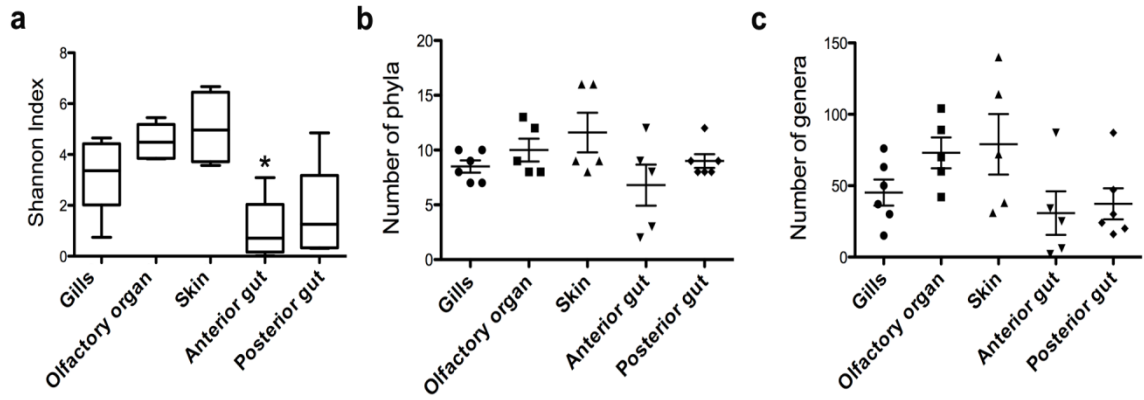 a
Shannon Index
8
6
4
2
0
*
Gills
Olfactory organ
Skin
Anterior gut
Posterior gut
b
Number of phyla
20
15
10
5
0
Gills
Olfactory organ
Skin
Anterior gut
Posterior gut
c
Number of genera
150
100
50
0
Gills
Olfactory organ
Skin
Anterior gut
Posterior gut